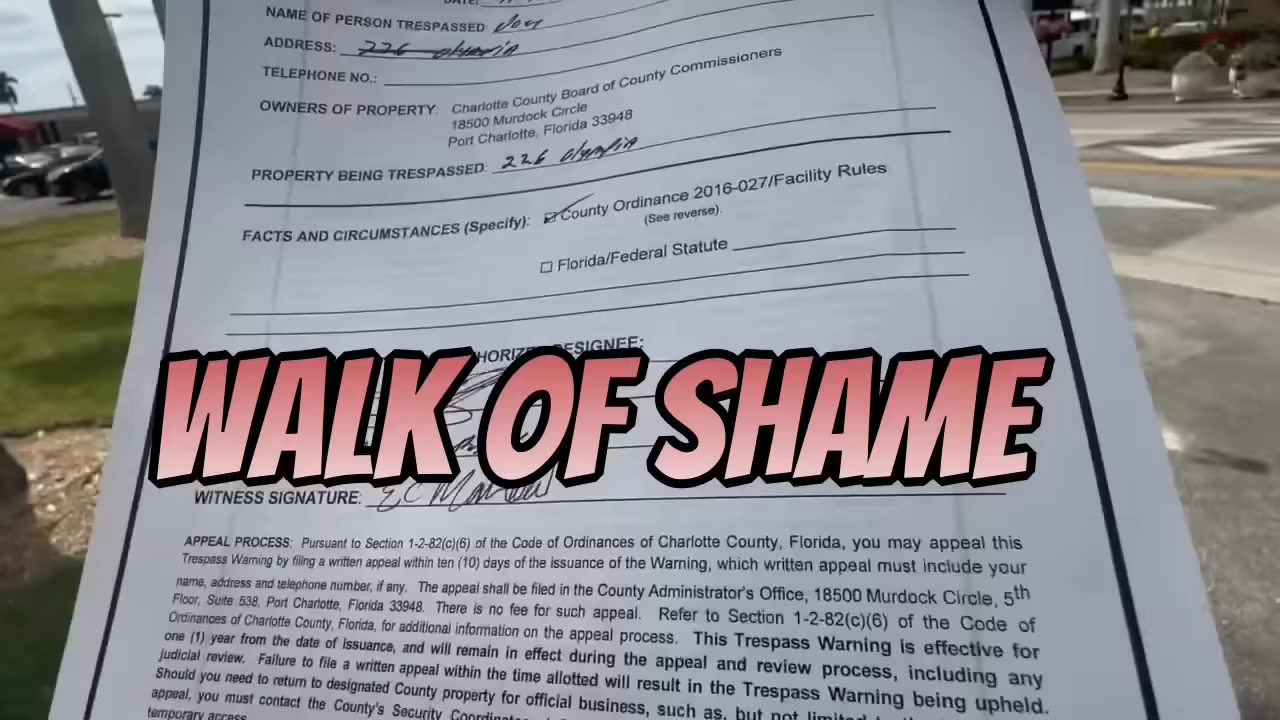 DATE:
NAME OF PERSON TRESPASSED: Joey
ADDRESS: 226 Olympia
TELEPHONE NO.:
OWNERS OF PROPERTY: Charlotte County Board of County Commissioners
18500 Murdock Circle
Port Charlotte, Florida 33948
PROPERTY BEING TRESPASSED: 226 Olympia
FACTS AND CIRCUMSTANCES (Specify): County Ordinance 2016-027/Facility Rules
(See reverse).
Florida/Federal Statute
DESIGNEE:
WALK OF SHAME
WITNESS SIGNATURE:
APPEAL PROCESS: Pursuant to Section 1-2-82(c)(6) of the Code of Ordinances of Charlotte County, Florida, you may appeal this
Trespass Warning by filing a written appeal within ten (10) days of the issuance of the Warning, which written appeal must include your
name, address and telephone number, if any. The appeal shall be filed in the County Administrator's Office, 18500 Murdock Circle, 5th
Floor, Suite 538, Port Charlotte, Florida 33948. There is no fee for such appeal. Refer to Section 1-2-82(c)(6) of the Code of
Ordinances of Charlotte County, Florida, for additional information on the appeal process. This Trespass Warning is effective for
one (1) year from the date of issuance, and will remain in effect during the appeal and review process, including any
judicial review. Failure to file a written appeal within the time allotted will result in the Trespass Warning being upheld.
Should you need to return to designated County property for official business, such as, but not limited
appeal, you must contact the County's Security
temporary access